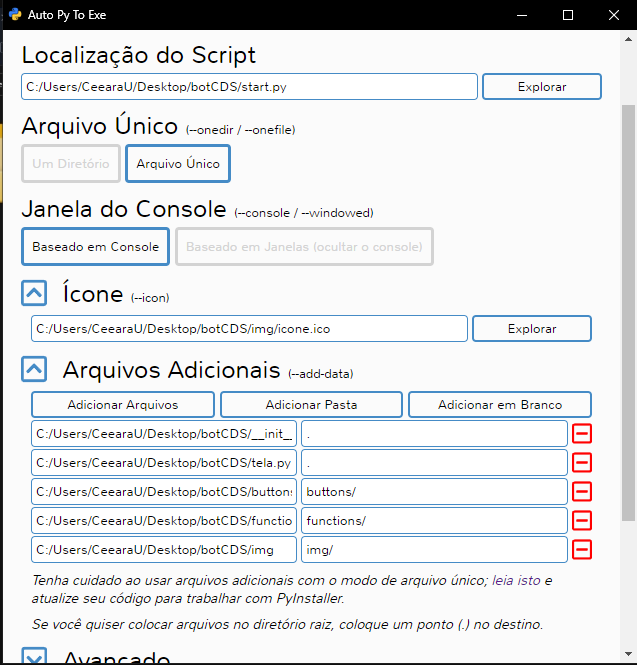 Auto Py To Exe
Localização do Script
C:/Users/CeearaU/Desktop/botCDS/start.py
Explorar
Arquivo Único (--onedir / --onefile)
Um Diretório
Arquivo Único
Janela do Console (--console / --windowed)
Baseado em Console
Baseado em Janelas (ocultar o console)
Ícone (--icon)
C:/Users/CeearaU/Desktop/botCDS/img/icone.ico
Explorar
Arquivos Adicionais (--add-data)
Adicionar Arquivos
Adicionar Pasta
Adicionar em Branco
C:/Users/CeearaU/Desktop/botCDS/__init_
.
C:/Users/CeearaU/Desktop/botCDS/tela.py
.
C:/Users/CeearaU/Desktop/botCDS/buttons
buttons/
C:/Users/CeearaU/Desktop/botCDS/functio
functions/
C:/Users/CeearaU/Desktop/botCDS/img
img/
Tenha cuidado ao usar arquivos adicionais com o modo de arquivo único; leia isto e
atualize seu código para trabalhar com PyInstaller.
Se você quiser colocar arquivos no diretório raiz, coloque um ponto (.) no destino.
Avançado